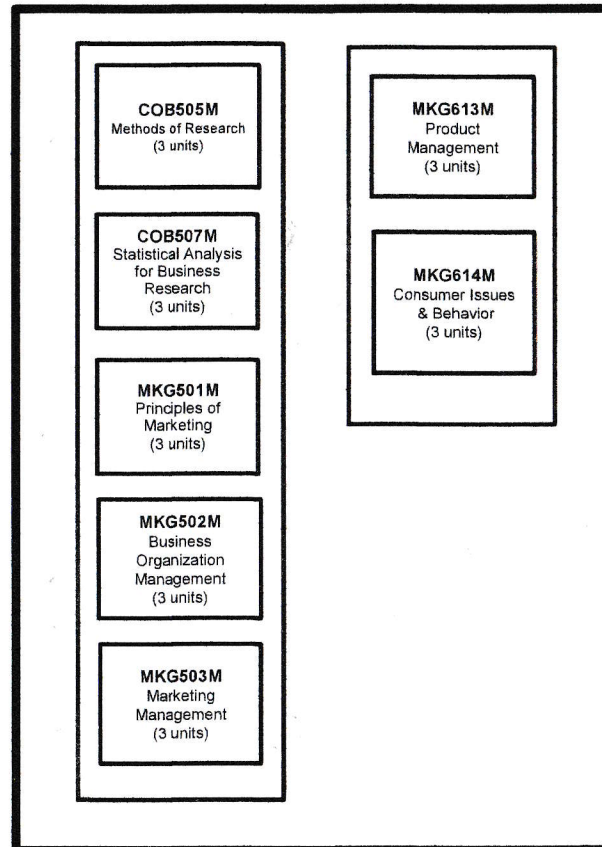 COB505M
Methods of Research
(3 units)
COB507M
Statistical Analysis
for Business
Research
(3 units)
MKG501M
Principles of
Marketing
(3 units)
MKG502M
Business
Organization
Management
(3 units)
MKG503M
Marketing
Management
(3 units)
MKG613M
Product
Management
(3 units)
MKG614M
Consumer Issues
& Behavior
(3 units)